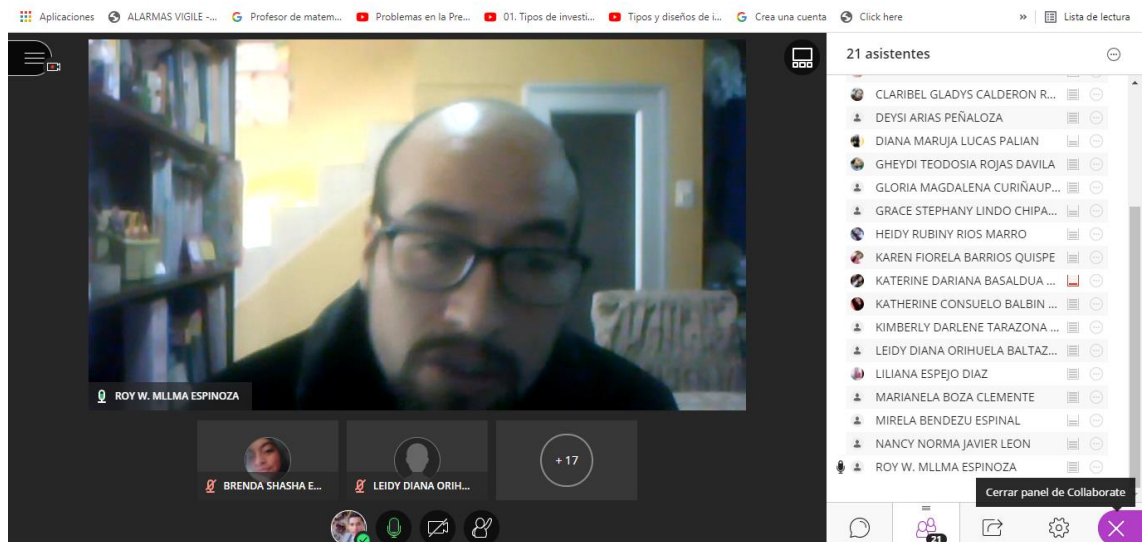 Aplicaciones
ALARMAS VIGILE -...
Profesor de matem...
Problemas en la Pre...
01. Tipos de investi...
Tipos y diseños de i...
Crea una cuenta
Click here
»
Lista de lectura
21 asistentes
CLARIBEL GLADYS CALDERON R...
DEYSI ARIAS PEÑALOZA
DIANA MARUJA LUCAS PALIAN
GHEYDI TEODOSIA ROJAS DAVILA
GLORIA MAGDALENA CURIÑAUP...
GRACE STEPHANY LINDO CHIPA...
HEIDY RUBINY RIOS MARRO
KAREN FIORELA BARRIOS QUISPE
KATERINE DARIANA BASALDUA ...
KATHERINE CONSUELO BALBIN ...
KIMBERLY DARLENE TARAZONA ...
LEIDY DIANA ORIHUELA BALTAZ...
LILIANA ESPEJO DIAZ
MARIANELA BOZA CLEMENTE
MIRELA BENDEZU ESPINAL
NANCY NORMA JAVIER LEON
ROY W. MLLMA ESPINOZA
ROY W. MLLMA ESPINOZA
BRENDA SHASHA E...
LEIDY DIANA ORIH...
+ 17
Cerrar panel de Collaborate
21